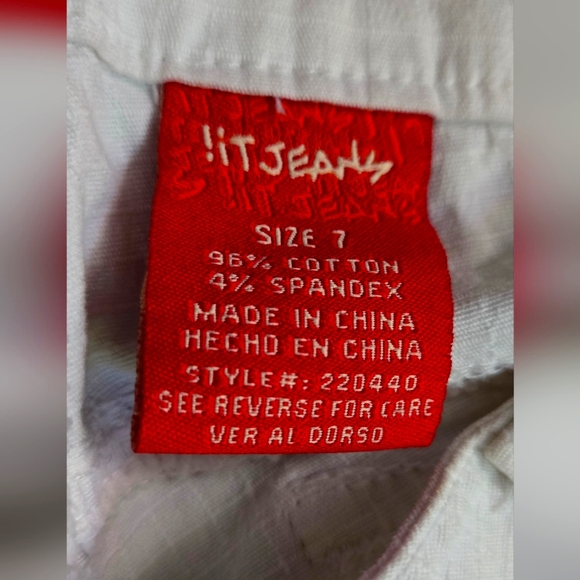 !iT JEANS
SIZE 7
96% COTTON
4% SPANDEX
MADE IN CHINA
HECHO EN CHINA
STYLE#: 220440
SEE REVERSE FOR CARE
VER AL DORSO